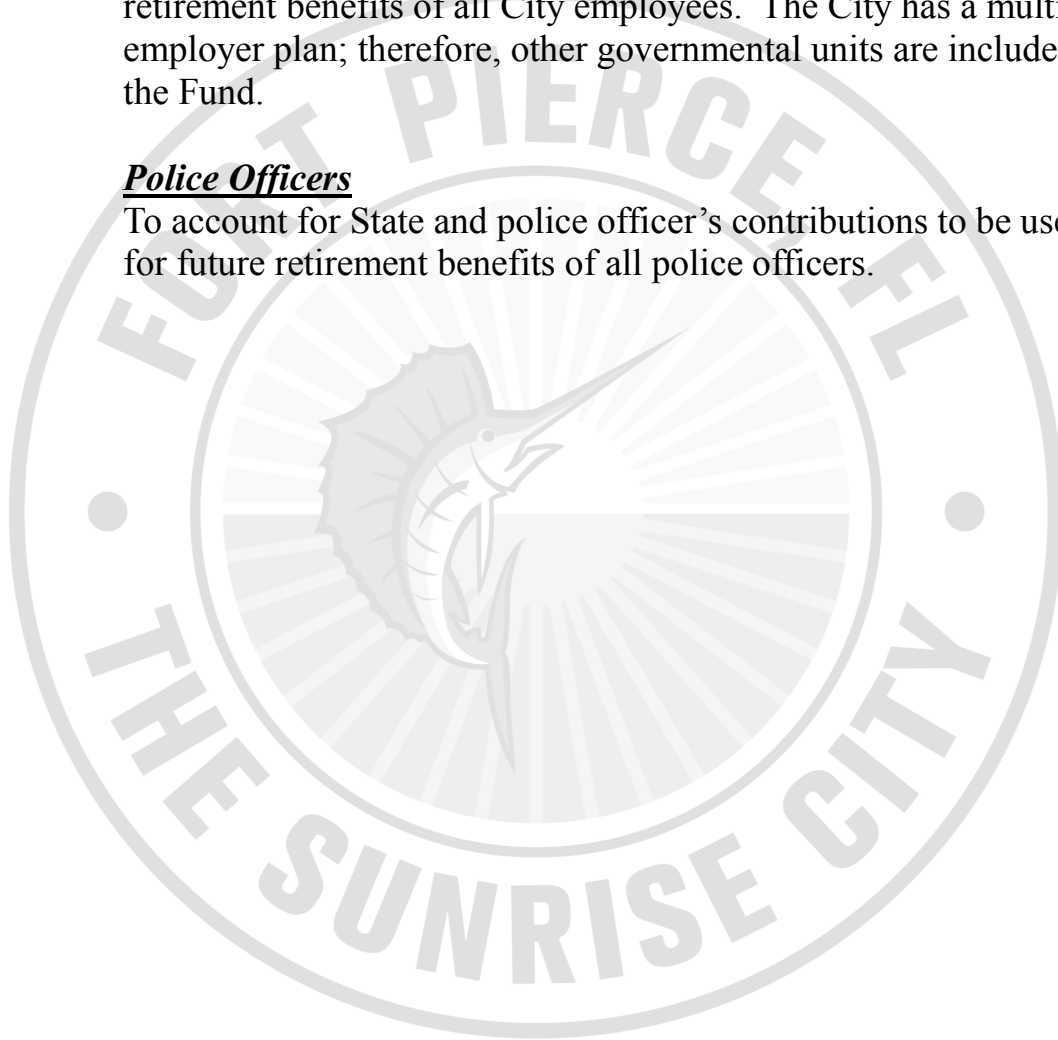 retirement benefits of all City employees. The City has a multi
employer plan; therefore, other governmental units are include
the Fund.
Police Officers
To account for State and police officer’s contributions to be use
for future retirement benefits of all police officers.
FORT PIERCE, FL
THE SUNRISE CITY